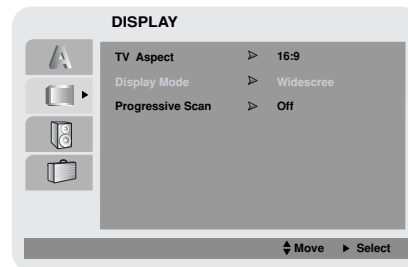 DISPLAY
A
TV Aspect 16:9
Display Mode Widescree
Progressive Scan Off
Move Select